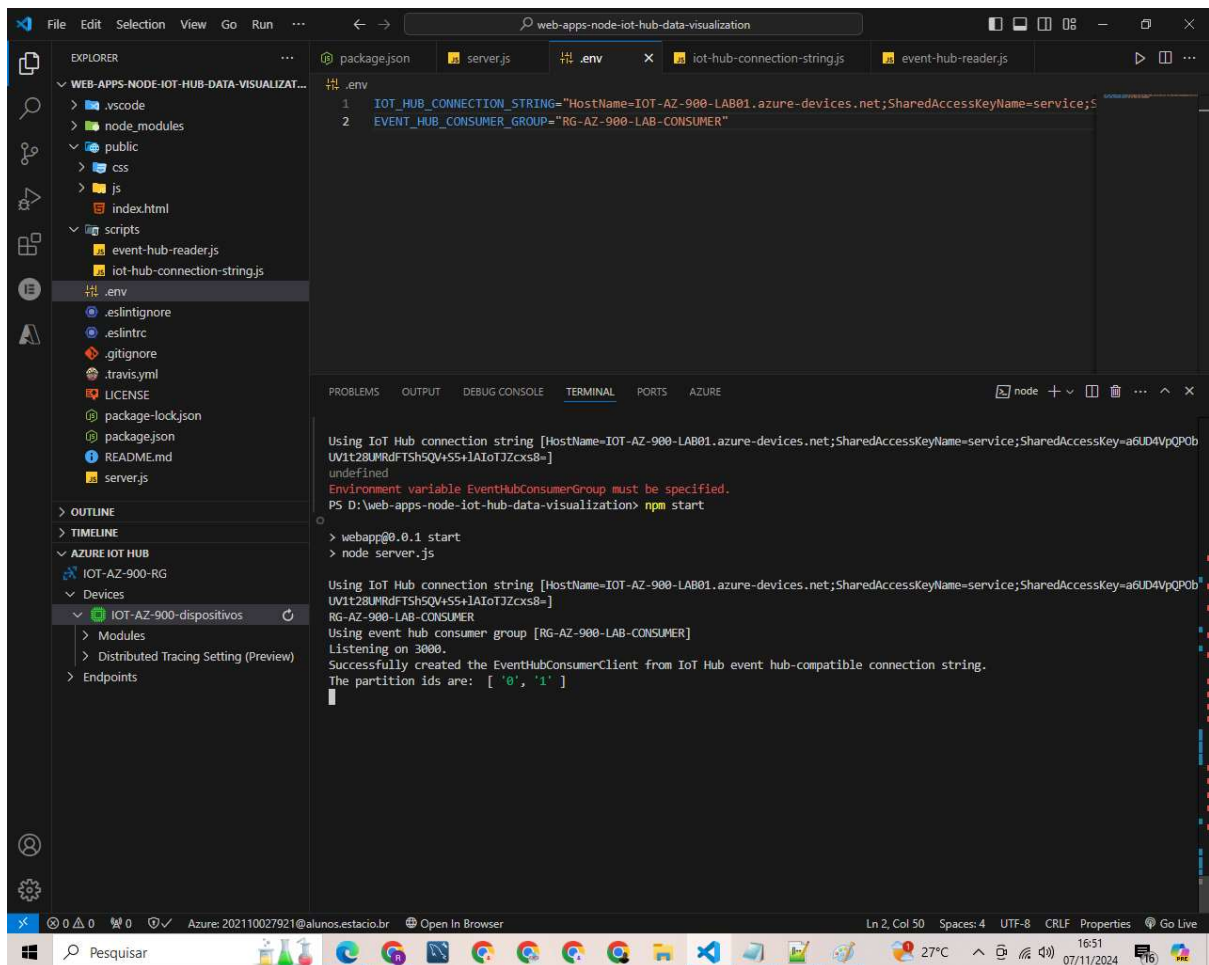 File Edit Selection View Go Run ··· ← → web-apps-node-iot-hub-data-visualization
EXPLORER ···
WEB-APPS-NODE-IOT-HUB-DATA-VISUALIZAT...
.vscode
node_modules
public
css
js
index.html
scripts
event-hub-reader.js
iot-hub-connection-string.js
.env
.eslintignore
.eslintrc
.gitignore
.travis.yml
LICENSE
package-lock.json
package.json
README.md
server.js
OUTLINE
TIMELINE
AZURE IOT HUB
IOT-AZ-900-RG
Devices
IOT-AZ-900-dispositivos
Modules
Distributed Tracing Setting (Preview)
Endpoints
package.json server.js .env iot-hub-connection-string.js event-hub-reader.js
.env
1 IOT_HUB_CONNECTION_STRING="HostName=IOT-AZ-900-LAB01.azure-devices.net;SharedAccessKeyName=service;S
2 EVENT_HUB_CONSUMER_GROUP="RG-AZ-900-LAB-CONSUMER"
PROBLEMS OUTPUT DEBUG CONSOLE TERMINAL PORTS AZURE node
Using IoT Hub connection string [HostName=IOT-AZ-900-LAB01.azure-devices.net;SharedAccessKeyName=service;SharedAccessKey=a6UD4VpQPOb
UV1t28UMRdFTSh5QV+S5+lAIoTJZcxs8=]
undefined
Environment variable EventHubConsumerGroup must be specified.
PS D:\web-apps-node-iot-hub-data-visualization> npm start
> webapp@0.0.1 start
> node server.js
Using IoT Hub connection string [HostName=IOT-AZ-900-LAB01.azure-devices.net;SharedAccessKeyName=service;SharedAccessKey=a6UD4VpQPOb
UV1t28UMRdFTSh5QV+S5+lAIoTJZcxs8=]
RG-AZ-900-LAB-CONSUMER
Using event hub consumer group [RG-AZ-900-LAB-CONSUMER]
Listening on 3000.
Successfully created the EventHubConsumerClient from IoT Hub event hub-compatible connection string.
The partition ids are: [ '0', '1' ]
0 0 0 Azure: 202110027921@alunos.estacio.br Open In Browser Ln 2, Col 50 Spaces: 4 UTF-8 CRLF Properties Go Live
Pesquisar 27°C 16:51
07/11/2024